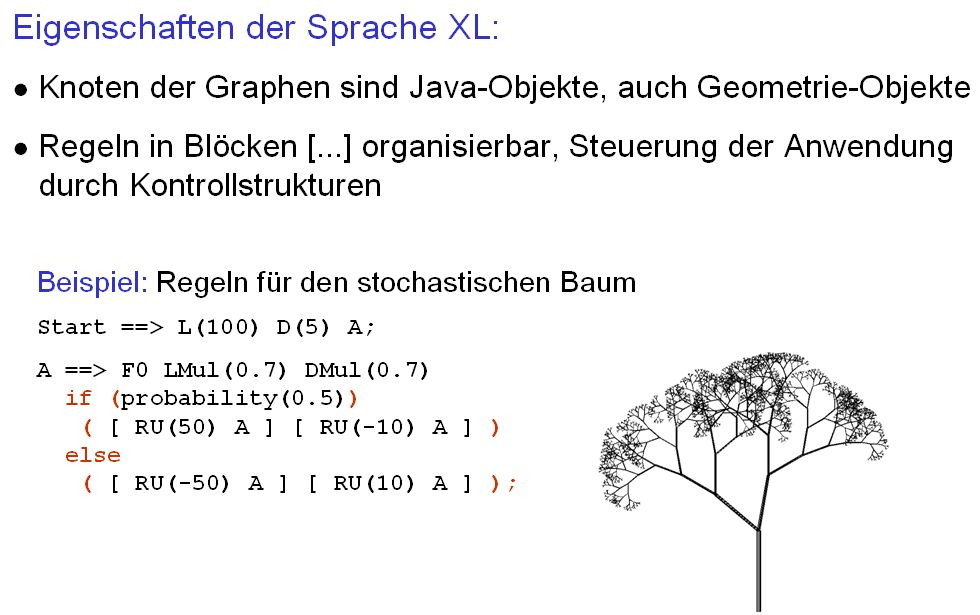 Eigenschaften der Sprache XL:
● Knoten der Graphen sind Java-Objekte, auch Geometrie-Objekte
● Regeln in Blöcken [...] organisierbar, Steuerung der Anwendung
durch Kontrollstrukturen
Beispiel: Regeln für den stochastischen Baum
Start ==> L(100) D(5) A;
A ==> F0 LMul(0.7) DMul(0.7)
if (probability(0.5))
( [ RU(50) A ] [ RU(-10) A ] )
else
( [ RU(-50) A ] [ RU(10) A ] );